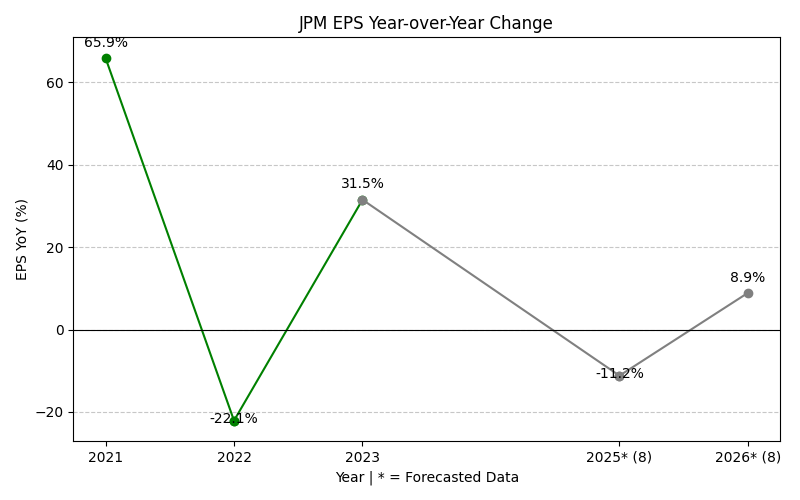 JPM EPS Year-over-Year Change
65.9%
60
40
31.5%
20
8.9%
0
-11.2%
−20
-22.1%
EPS YoY (%)
2021 2022 2023 2025* (8) 2026* (8)
Year | * = Forecasted Data